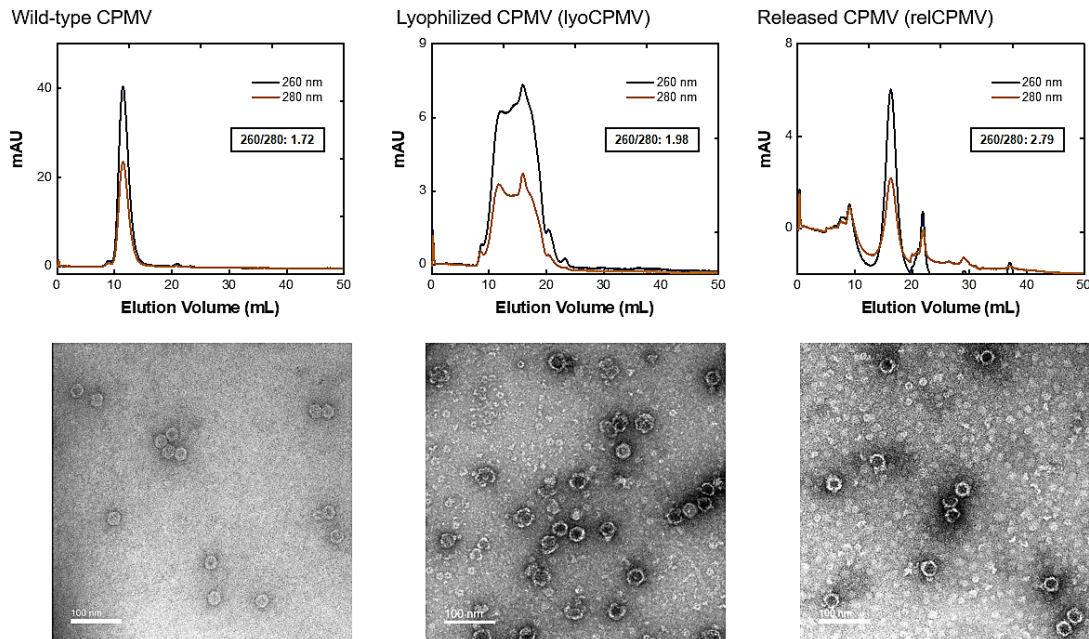 Wild-type CPMV
Lyophilized CPMV (lyoCPMV)
Released CPMV (relCPMV)
40
20
0
mAU
260 nm
280 nm
260/280: 1.72
0 10 20 30 40 50
Elution Volume (mL)
9
6
3
0
mAU
260 nm
280 nm
260/280: 1.98
0 10 20 30 40 50
Elution Volume (mL)
8
4
0
mAU
260 nm
280 nm
260/280: 2.79
0 10 20 30 40 50
Elution Volume (mL)
100 nm
100 nm
100 nm